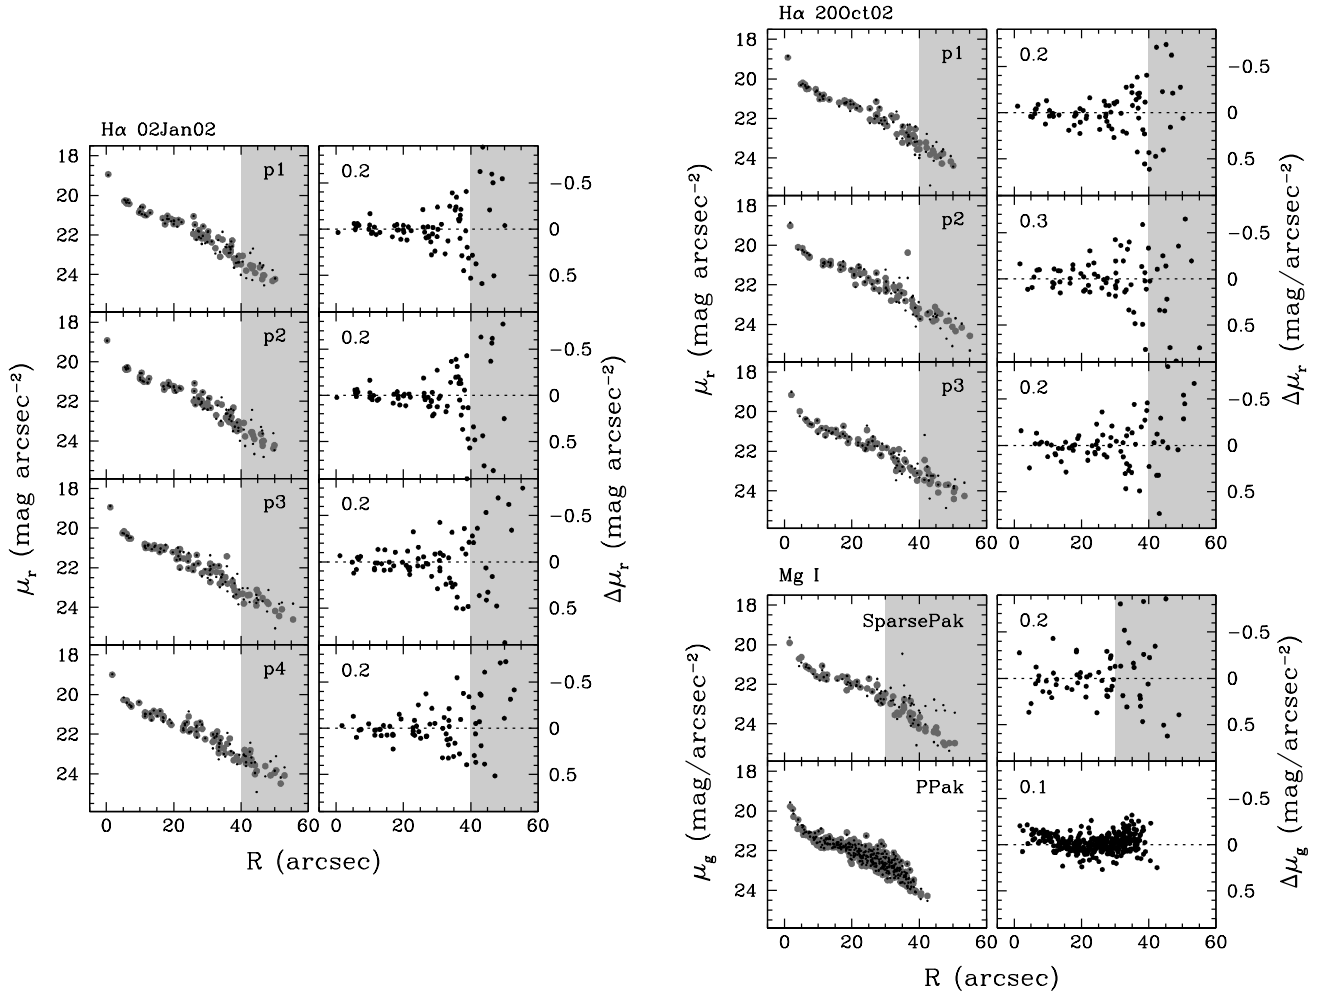 Hα 02Jan02
18 p1 0.2
20 −0.5
22 0
24 0.5
18 p2 0.2
20 −0.5
22 0
24 0.5
18 p3 0.2
20 −0.5
22 0
24 0.5
18 p4 0.2
20 −0.5
22 0
24 0.5
0 20 40 60 0 20 40 60
R (arcsec)
μr (mag arcsec−2)
Δμr (mag arcsec−2)
Hα 20Oct02
18 p1 0.2
20 −0.5
22 0
24 0.5
18 p2 0.3
20 −0.5
22 0
24 0.5
18 p3 0.2
20 −0.5
22 0
24 0.5
0 20 40 60 0 20 40 60
μr (mag arcsec−2)
Δμr (mag/arcsec−2)
Mg I
18 SparsePak 0.2
20 −0.5
22 0
24 0.5
18 PPak 0.1
20 −0.5
22 0
24 0.5
0 20 40 60 0 20 40 60
R (arcsec)
μg (mag/arcsec−2)
Δμg (mag/arcsec−2)